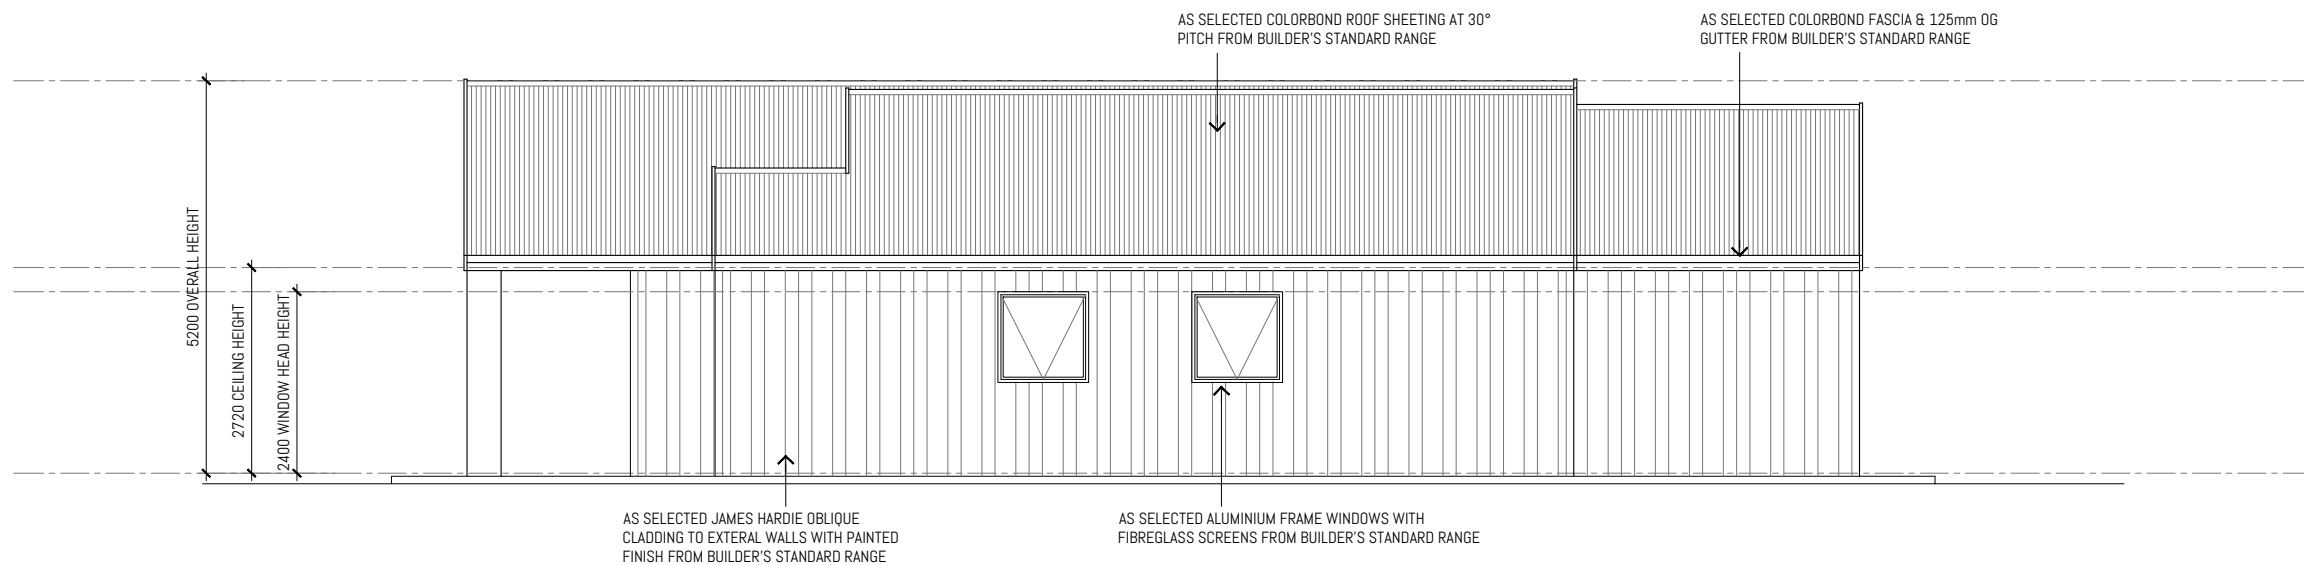 AS SELECTED COLORBOND ROOF SHEETING AT 30°
PITCH FROM BUILDER'S STANDARD RANGE
AS SELECTED COLORBOND FASCIA & 125mm OG
GUTTER FROM BUILDER'S STANDARD RANGE
5200 OVERALL HEIGHT
2720 CEILING HEIGHT
2400 WINDOW HEAD HEIGHT
AS SELECTED JAMES HARDIE OBLIQUE
CLADDING TO EXTERAL WALLS WITH PAINTED
FINISH FROM BUILDER'S STANDARD RANGE
AS SELECTED ALUMINIUM FRAME WINDOWS WITH
FIBREGLASS SCREENS FROM BUILDER'S STANDARD RANGE